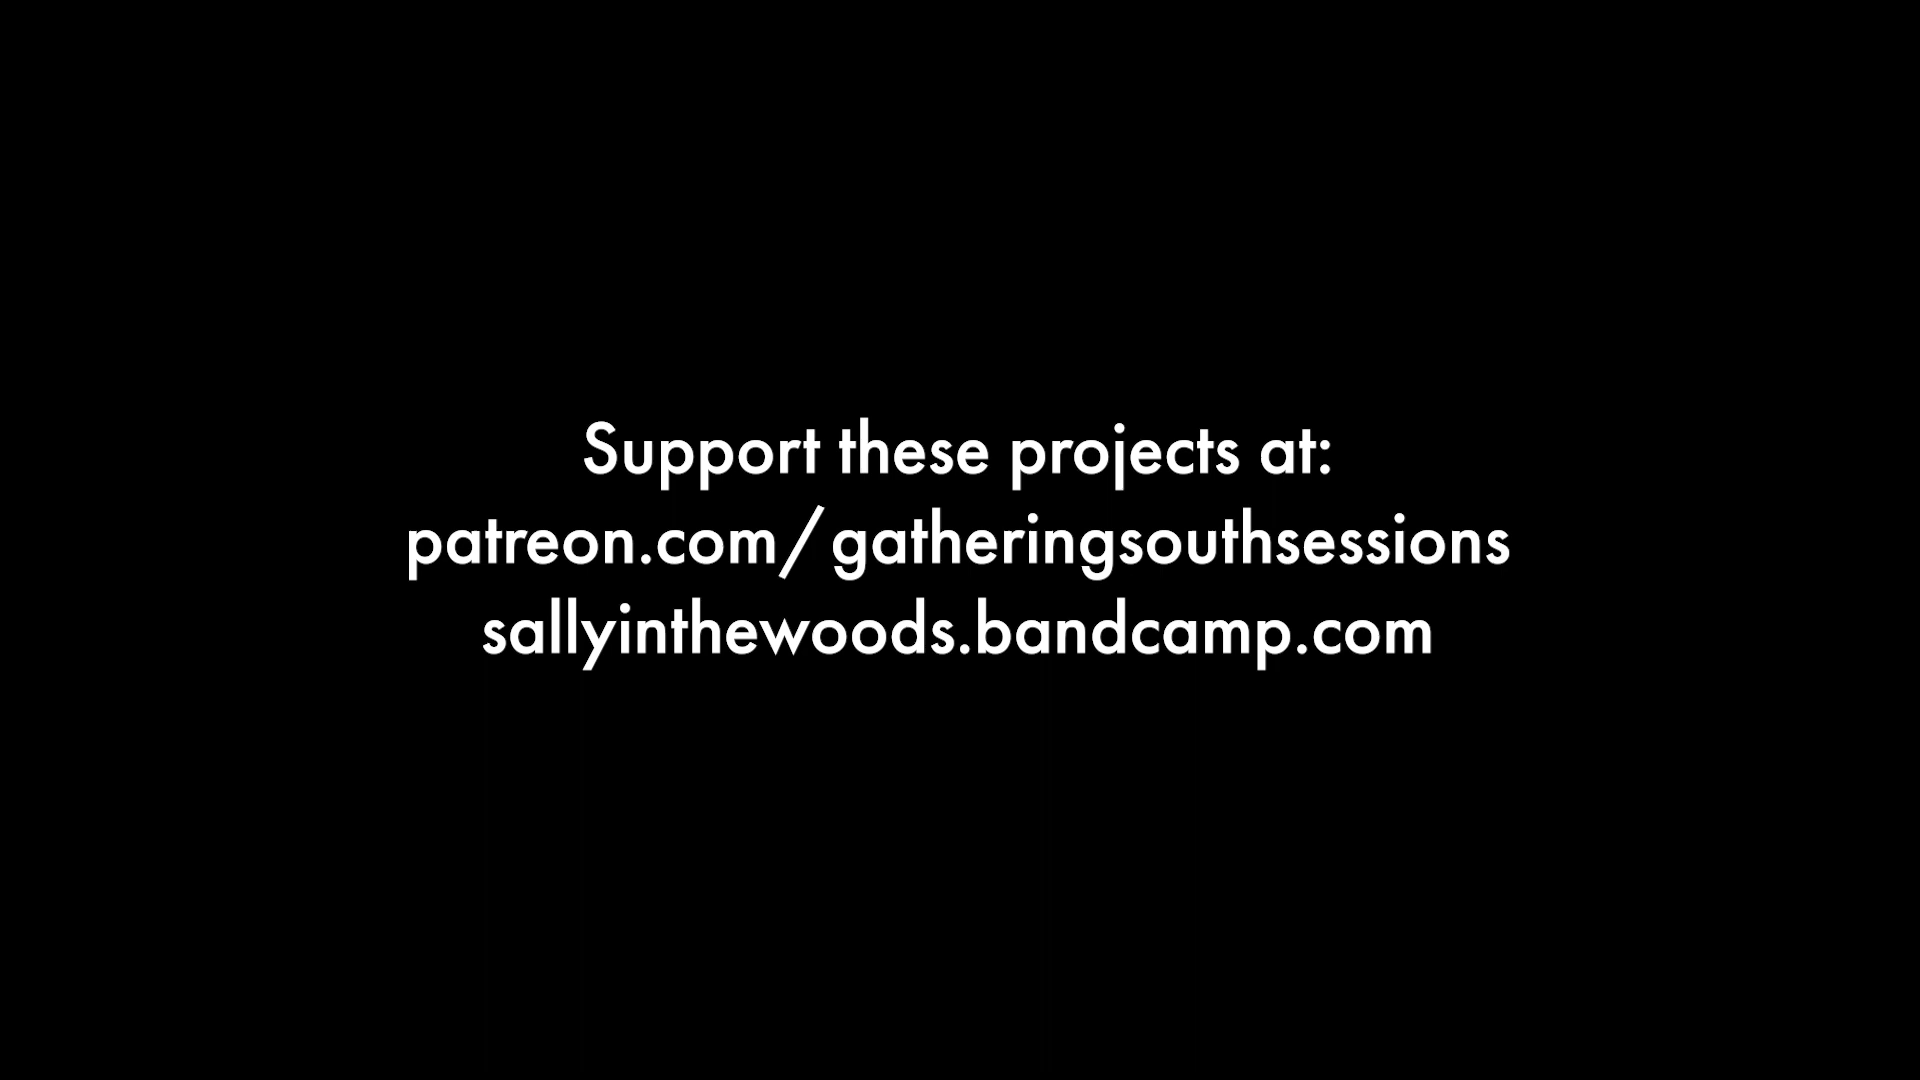 Support these projects at:
patreon.com/gatheringsouthsessions
sallyinthewoods.bandcamp.com